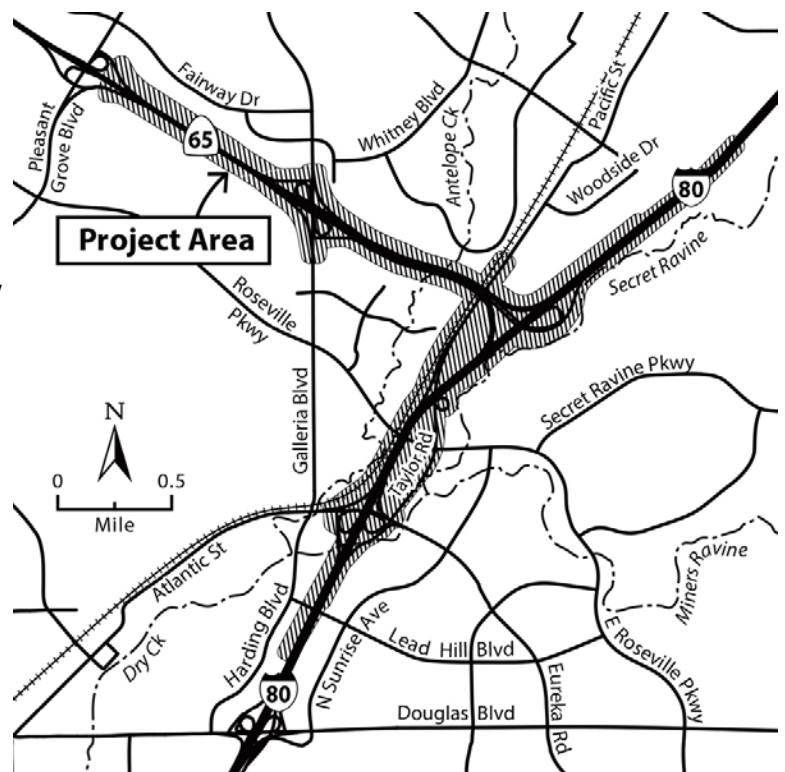 Fairway Dr
Pleasant
Grove Blvd
65
Whitney Blvd
Antelope Ck
Pacific St
Woodside Dr
80
Project Area
Secret Ravine
Roseville
Pkwy
Galleria Blvd
Secret Ravine Pkwy
N
0 0.5
Mile
Taylor Rd
Atlantic St
Miners Ravine
Dry Ck
Harding Blvd
N Sunrise Ave
Lead Hill Blvd
E Roseville Pkwy
Eureka
Rd
80
Douglas Blvd